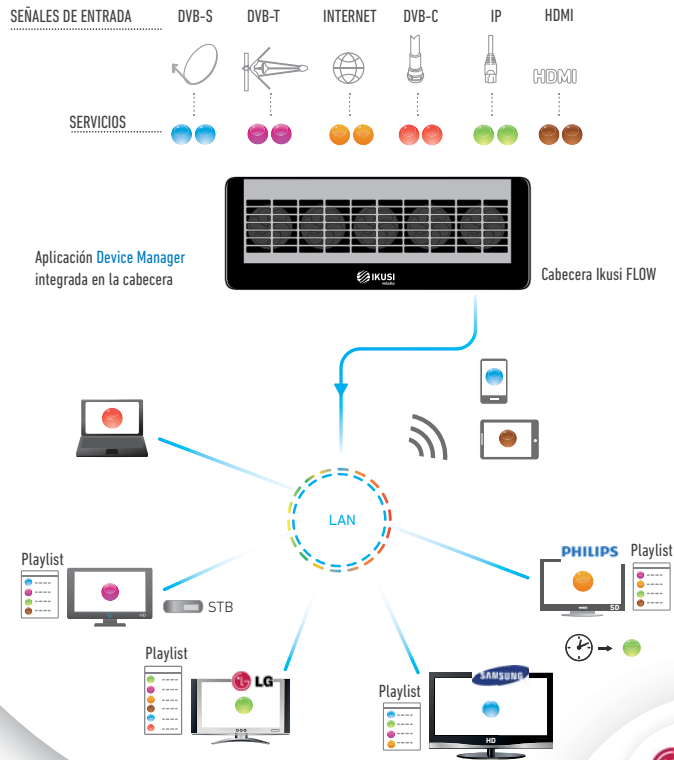 SEÑALES DE ENTRADA
DVB-S
DVB-T
INTERNET
DVB-C
IP
HDMI
HDMI
SERVICIOS
Aplicación Device Manager
integrada en la cabecera
IKUSI
Cabecera Ikusi FLOW
LAN
Playlist
HD
STB
PHILIPS
Playlist
SD
Playlist
LG
Playlist
SAMSUNG
HD